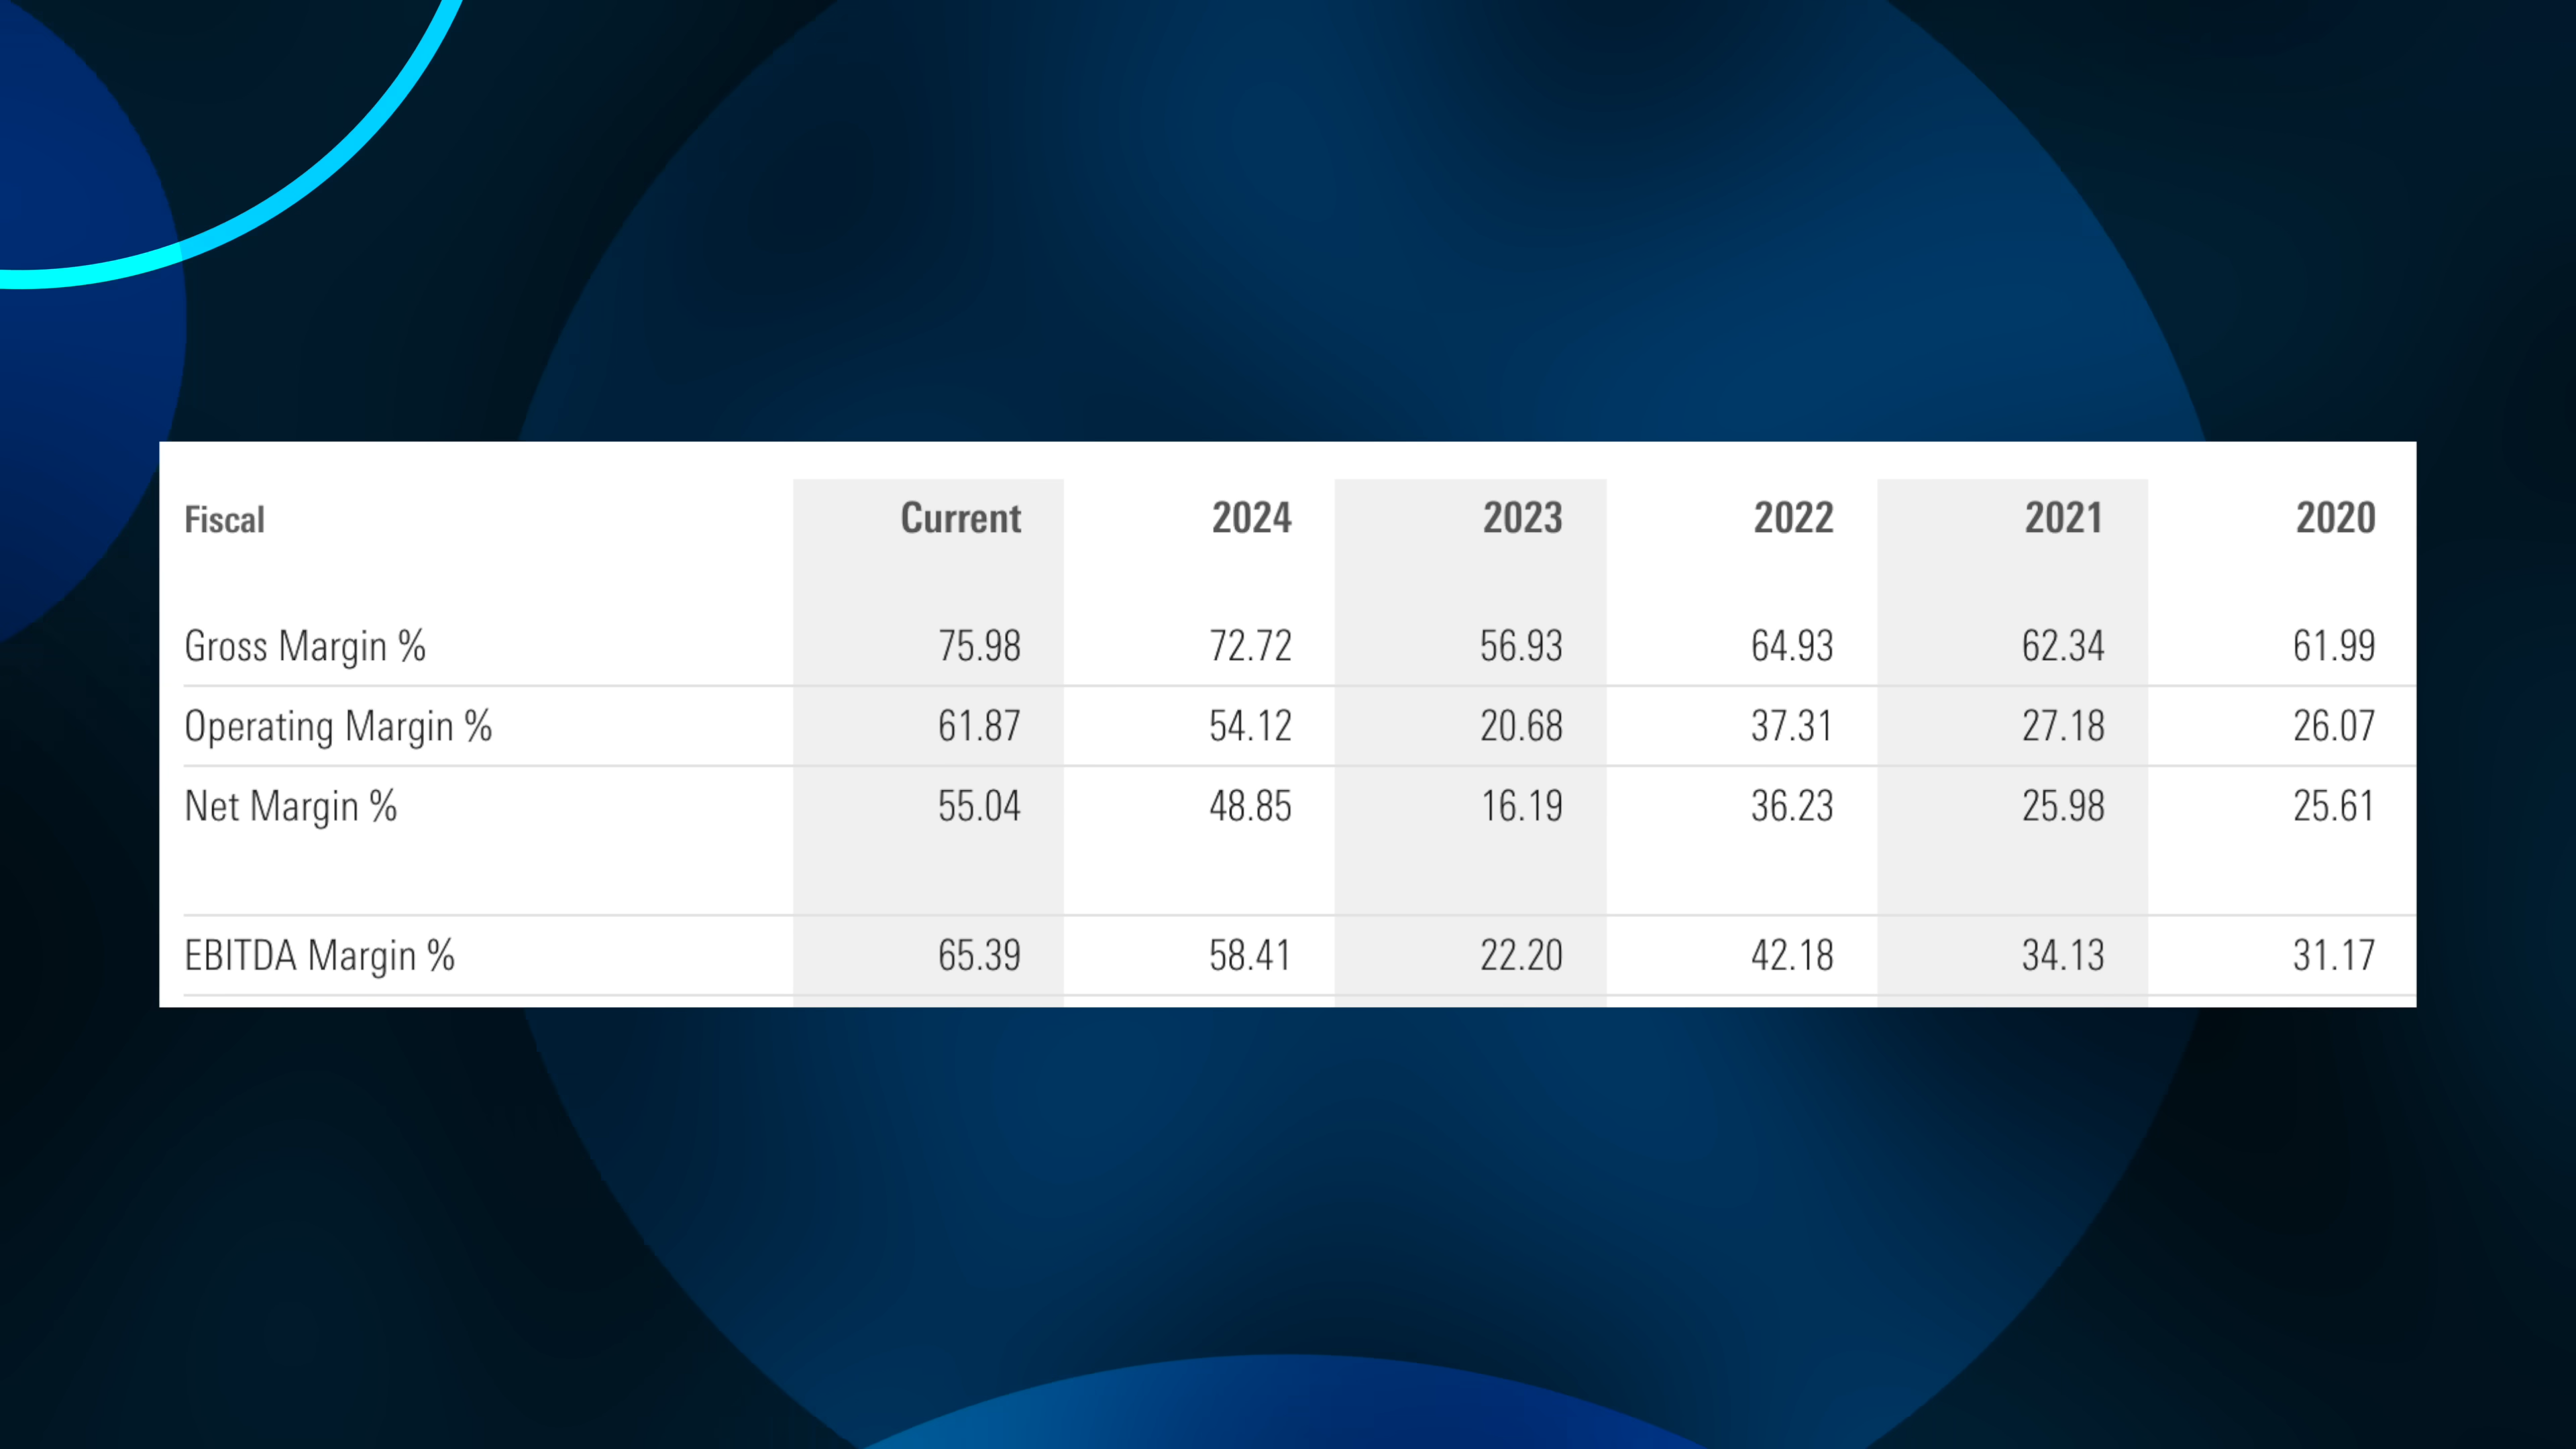 Fiscal Current 2024 2023 2022 2021 2020
Gross Margin % 75.98 72.72 56.93 64.93 62.34 61.99
Operating Margin % 61.87 54.12 20.68 37.31 27.18 26.07
Net Margin % 55.04 48.85 16.19 36.23 25.98 25.61
EBITDA Margin % 65.39 58.41 22.20 42.18 34.13 31.17